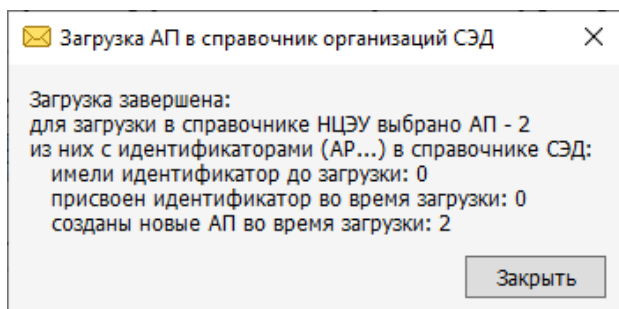 Загрузка АП в справочник организаций СЭД
Загрузка завершена:
для загрузки в справочнике НЦЭУ выбрано АП - 2
из них с идентификаторами (АР...) в справочнике СЭД:
имели идентификатор до загрузки: 0
присвоен идентификатор во время загрузки: 0
созданы новые АП во время загрузки: 2
Закрыть